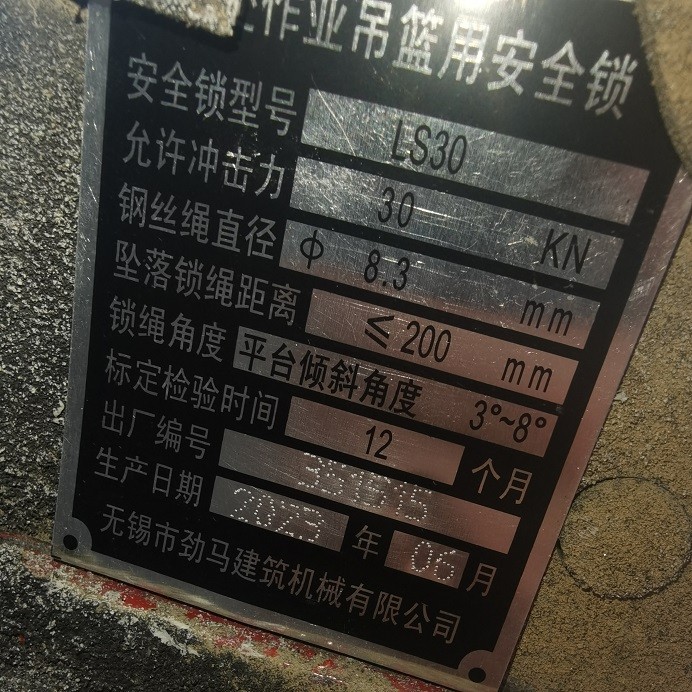 作业吊篮用安全锁
安全锁型号 LS30
允许冲击力 30 KN
钢丝绳直径 ф 8.3 mm
坠落锁绳距离 ≤200 mm
锁绳角度 平台倾斜角度 3°~8°
标定检验时间 12 个月
出厂编号
生产日期 2023 年 06 月
无锡市劲马建筑机械有限公司